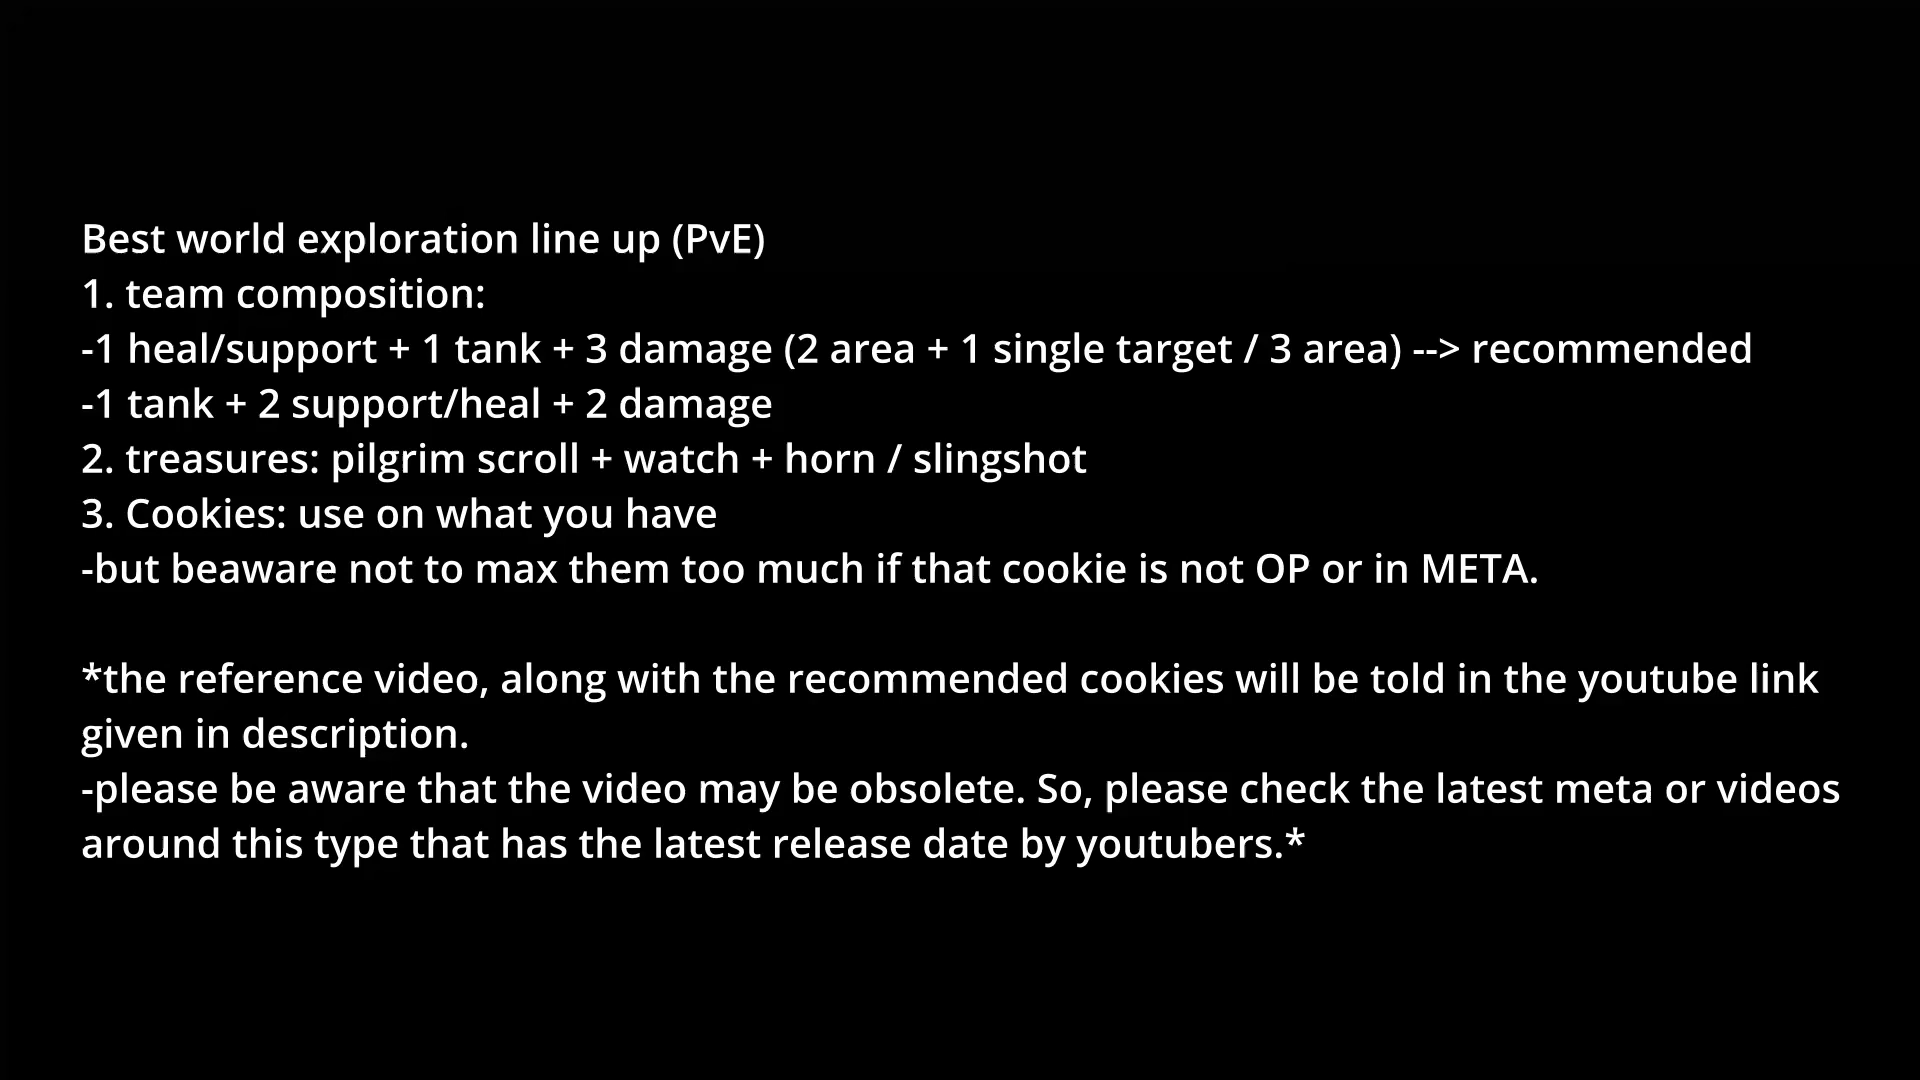 Best world exploration line up (PvE)
1. team composition:
-1 heal/support + 1 tank + 3 damage (2 area + 1 single target / 3 area) --> recommended
-1 tank + 2 support/heal + 2 damage
2. treasures: pilgrim scroll + watch + horn / slingshot
3. Cookies: use on what you have
-but beaware not to max them too much if that cookie is not OP or in META.
*the reference video, along with the recommended cookies will be told in the youtube link
given in description.
-please be aware that the video may be obsolete. So, please check the latest meta or videos
around this type that has the latest release date by youtubers.*